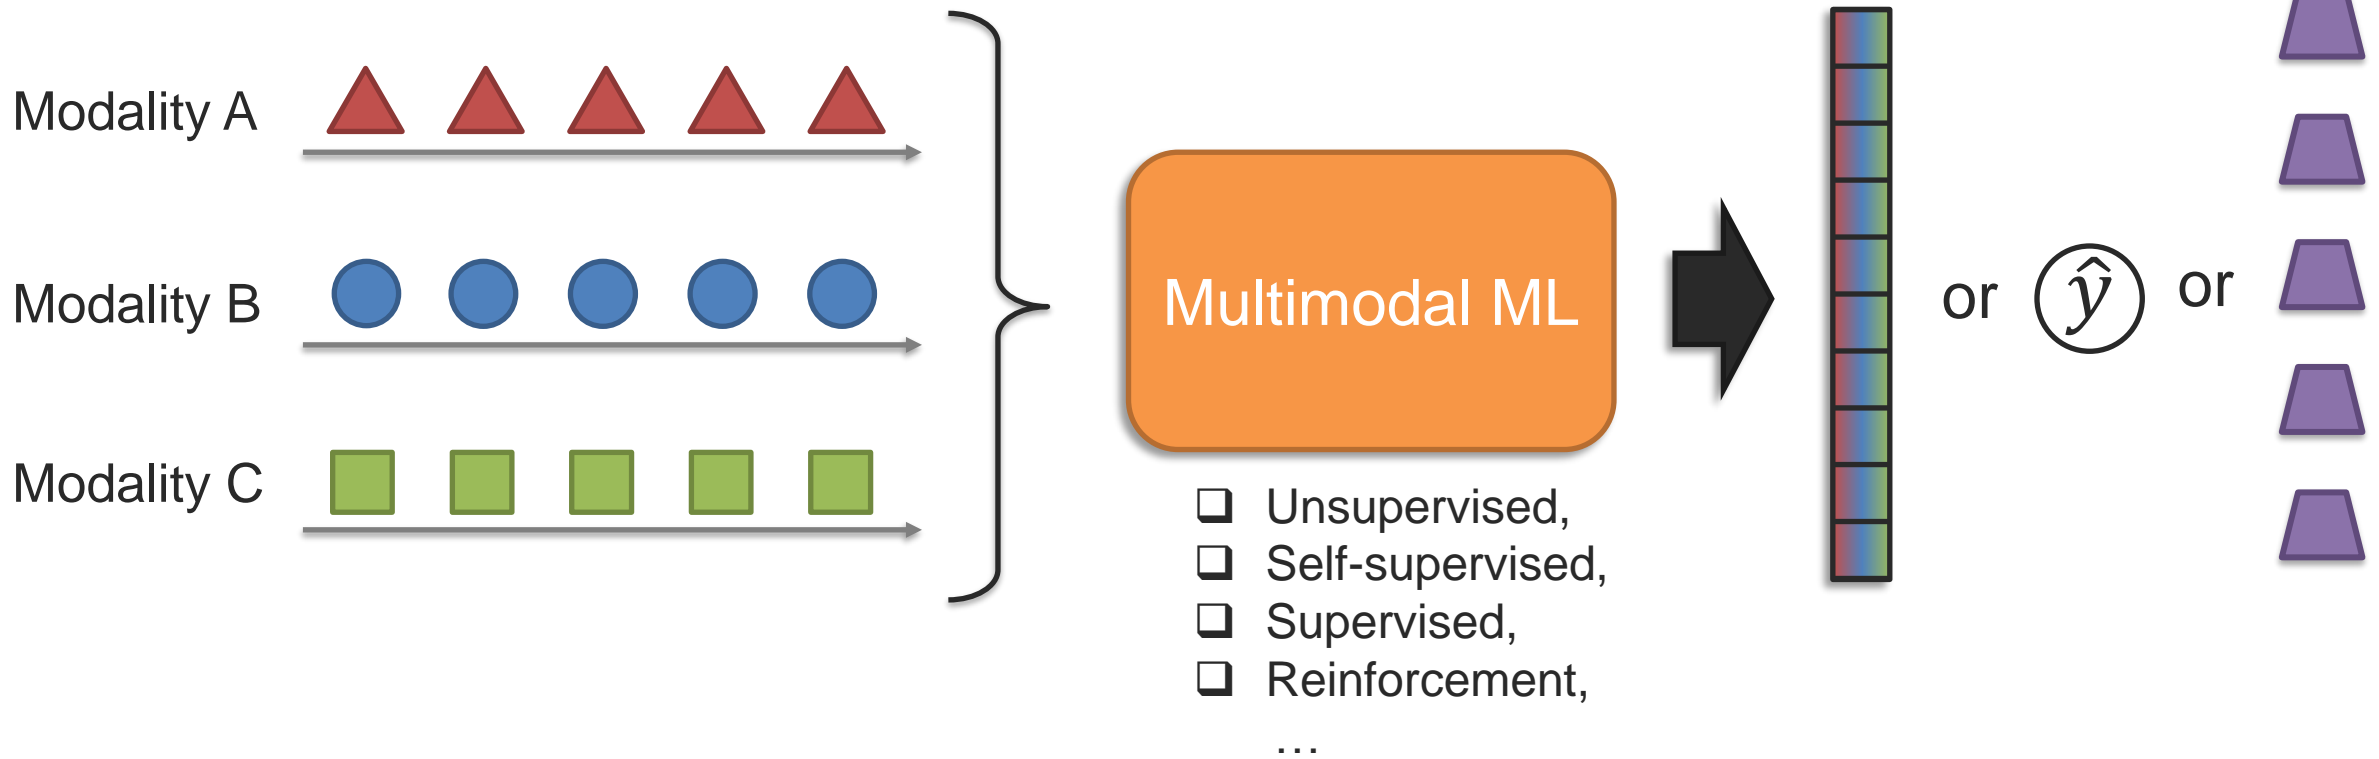 Modality A
Modality B
Modality C
Multimodal ML
❑ Unsupervised,
❑ Self-supervised,
❑ Supervised,
❑ Reinforcement,
…
or ŷ or